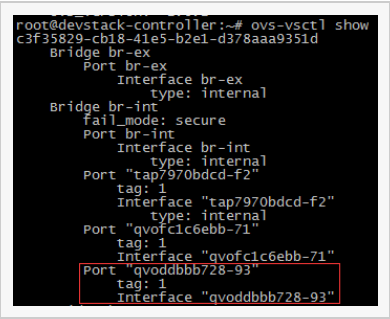 root@devstack-controller:~# ovs-vsctl show
c3f35829-cb18-41e5-b2e1-d378aaa9351d
Bridge br-ex
Port br-ex
Interface br-ex
type: internal
Bridge br-int
fail_mode: secure
Port br-int
Interface br-int
type: internal
Port "tap7970bdcd-f2"
tag: 1
Interface "tap7970bdcd-f2"
type: internal
Port "qvofc1c6ebb-71"
tag: 1
Interface "qvofc1c6ebb-71"
Port "qvoddbbb728-93"
tag: 1
Interface "qvoddbbb728-93"